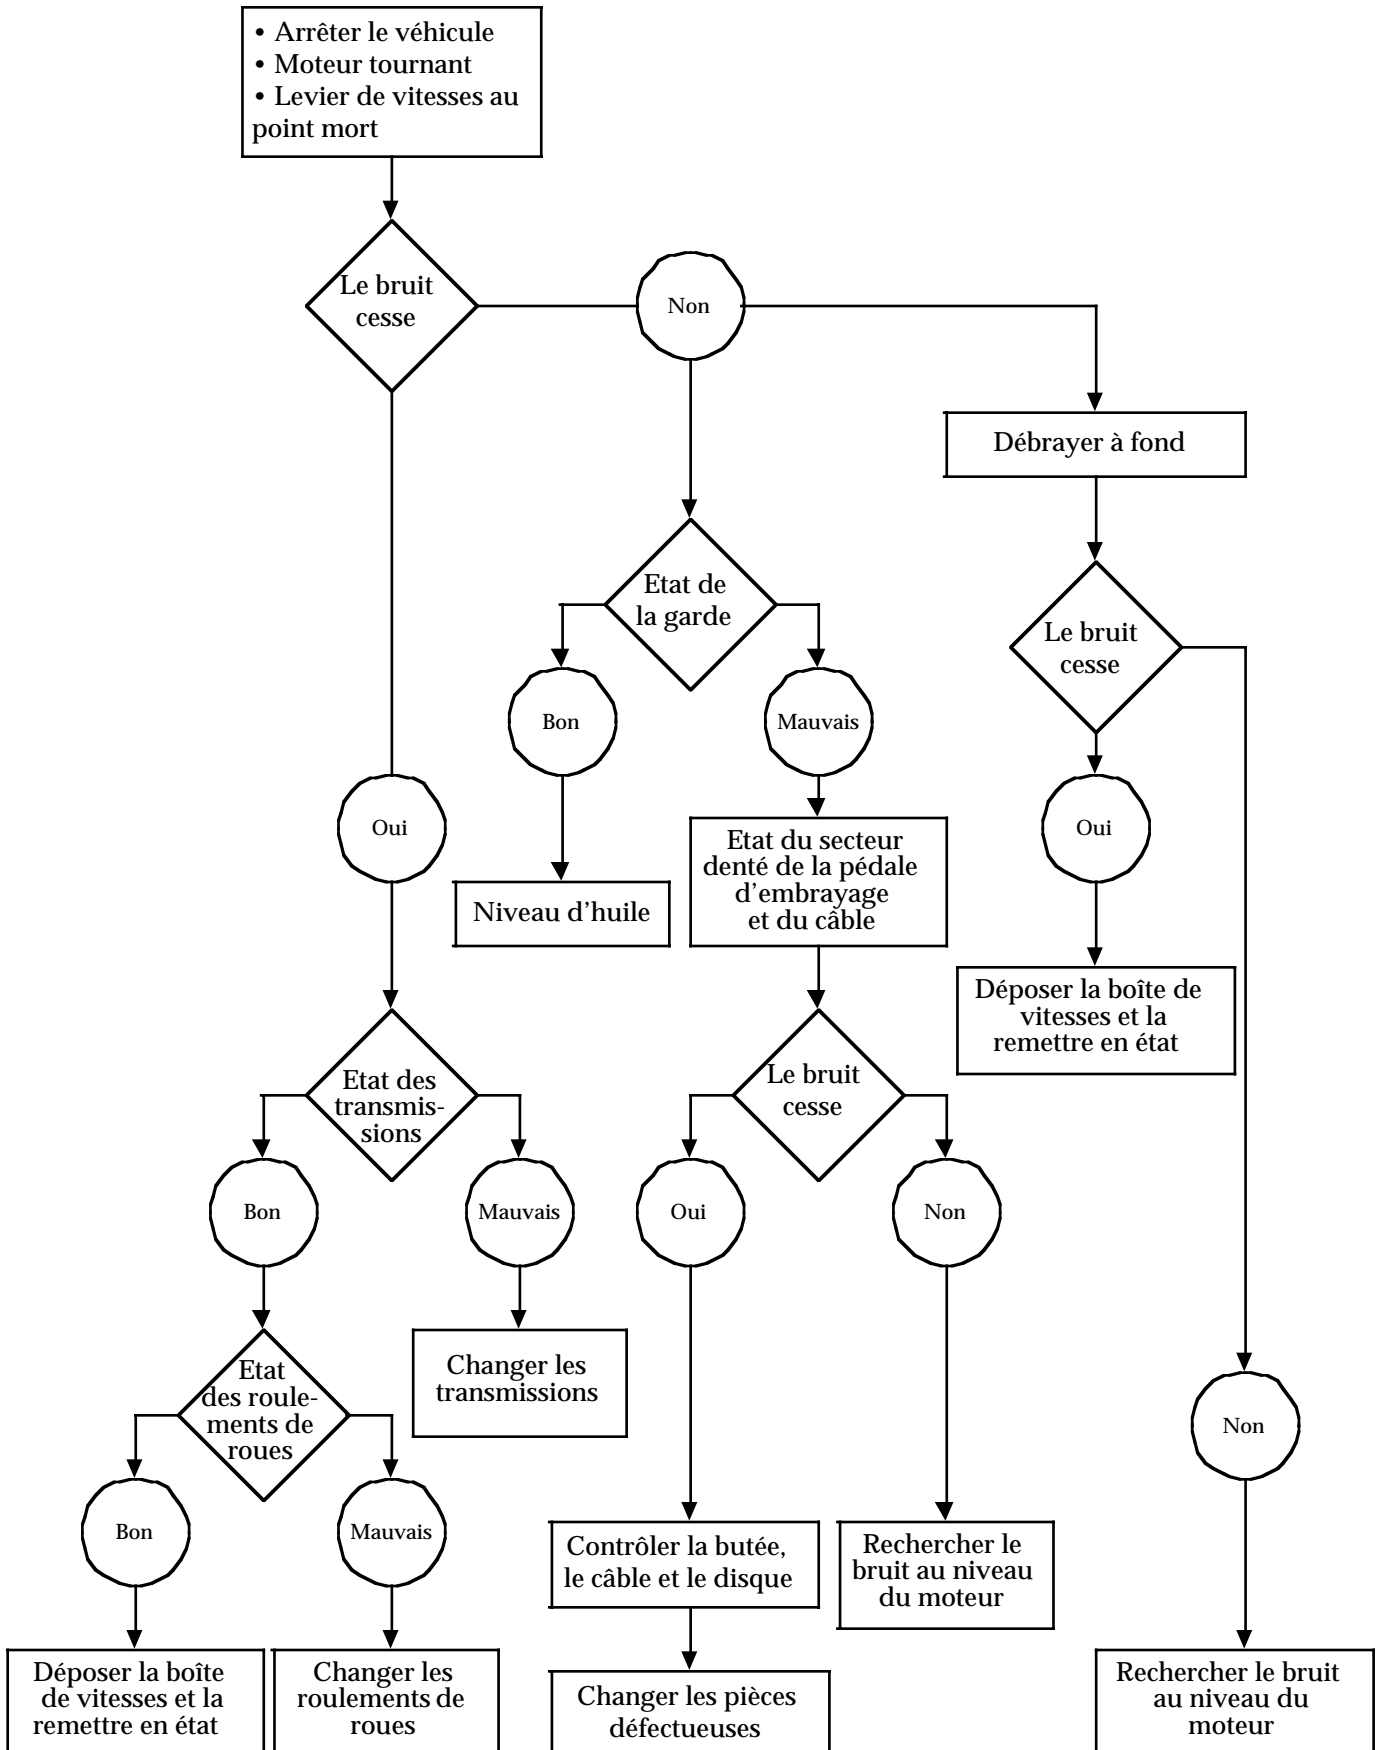 • Arrêter le véhicule
• Moteur tournant
• Levier de vitesses au
point mort
Le bruit
cesse
Non
Débrayer à fond
Etat de
la garde
Le bruit
cesse
Bon
Mauvais
Oui
Oui
Etat du secteur
denté de la pédale
d'embrayage
et du câble
Niveau d'huile
Déposer la boîte de
vitesses et la
remettre en état
Etat des
transmis-
sions
Le bruit
cesse
Bon
Mauvais
Oui
Non
Changer les
transmissions
Etat
des roule-
ments de
roues
Non
Bon
Mauvais
Contrôler la butée,
le câble et le disque
Rechercher le
bruit au niveau
du moteur
Déposer la boîte
de vitesses et la
remettre en état
Changer les
roulements de
roues
Changer les pièces
défectueuses
Rechercher le bruit
au niveau du
moteur